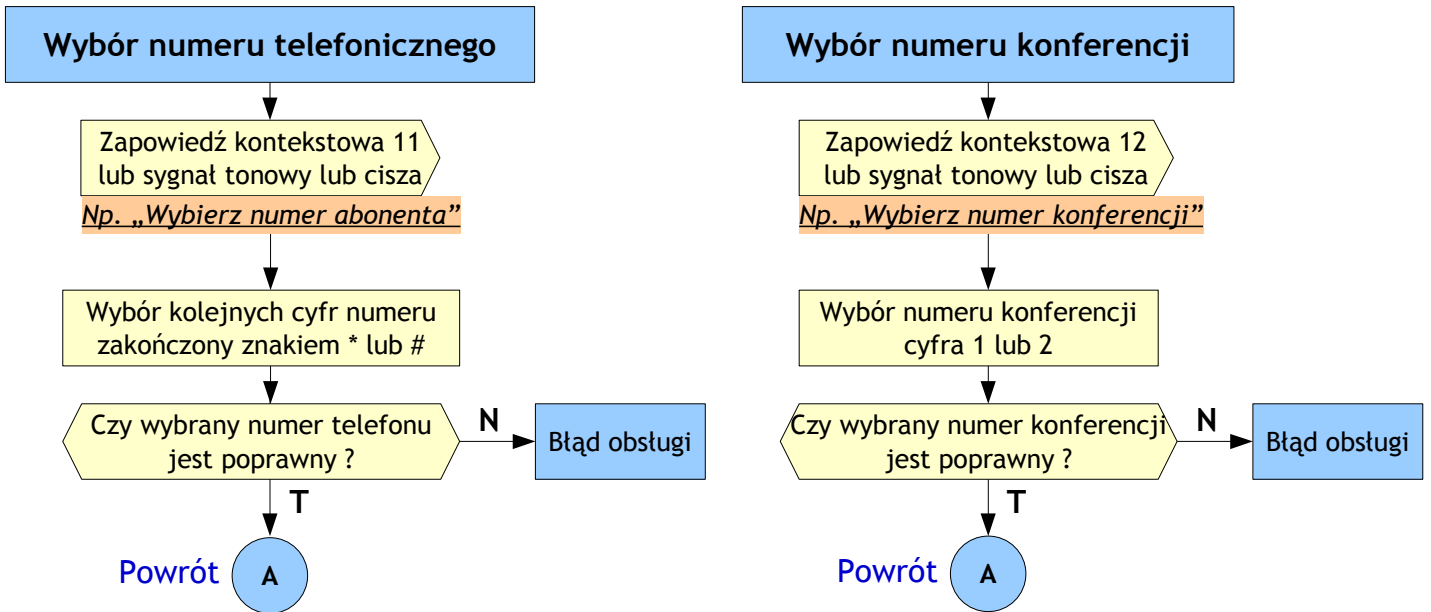 Wybór numeru telefonicznego
Zapowiedź kontekstowa 11
lub sygnał tonowy lub cisza
Np. „Wybierz numer abonenta”
Wybór kolejnych cyfr numeru
zakończony znakiem * lub #
Czy wybrany numer telefonu
jest poprawny ?
N
Błąd obsługi
T
Powrót
A
Wybór numeru konferencji
Zapowiedź kontekstowa 12
lub sygnał tonowy lub cisza
Np. „Wybierz numer konferencji”
Wybór numeru konferencji
cyfra 1 lub 2
Czy wybrany numer konferencji
jest poprawny ?
N
Błąd obsługi
T
Powrót
A